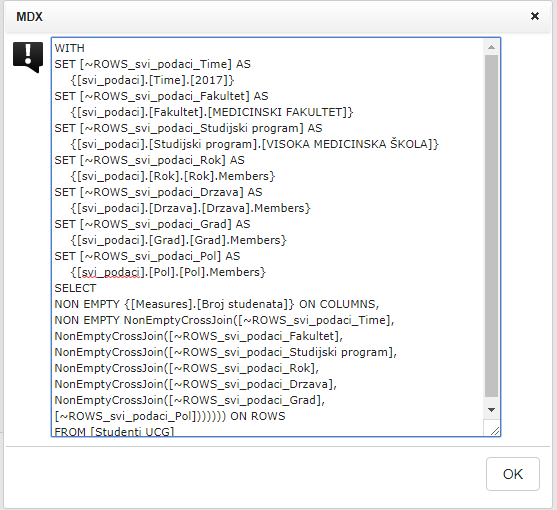 MDX
WITH
SET [~ROWS_svi_podaci_Time] AS
{[svi_podaci].[Time].[2017]}
SET [~ROWS_svi_podaci_Fakultet] AS
{[svi_podaci].[Fakultet].[MEDICINSKI FAKULTET]}
SET [~ROWS_svi_podaci_Studijski program] AS
{[svi_podaci].[Studijski program].[VISOKA MEDICINSKA ŠKOLA]}
SET [~ROWS_svi_podaci_Rok] AS
{[svi_podaci].[Rok].[Rok].Members}
SET [~ROWS_svi_podaci_Drzava] AS
{[svi_podaci].[Drzava].[Drzava].Members}
SET [~ROWS_svi_podaci_Grad] AS
{[svi_podaci].[Grad].[Grad].Members}
SET [~ROWS_svi_podaci_Pol] AS
{[svi_podaci].[Pol].[Pol].Members}
SELECT
NON EMPTY {[Measures].[Broj studenata]} ON COLUMNS,
NON EMPTY NonEmptyCrossJoin([~ROWS_svi_podaci_Time],
NonEmptyCrossJoin([~ROWS_svi_podaci_Fakultet],
NonEmptyCrossJoin([~ROWS_svi_podaci_Studijski program],
NonEmptyCrossJoin([~ROWS_svi_podaci_Rok],
NonEmptyCrossJoin([~ROWS_svi_podaci_Drzava],
NonEmptyCrossJoin([~ROWS_svi_podaci_Grad],
[~ROWS_svi_podaci_Pol])))))) ON ROWS
FROM [Studenti UCG]
OK